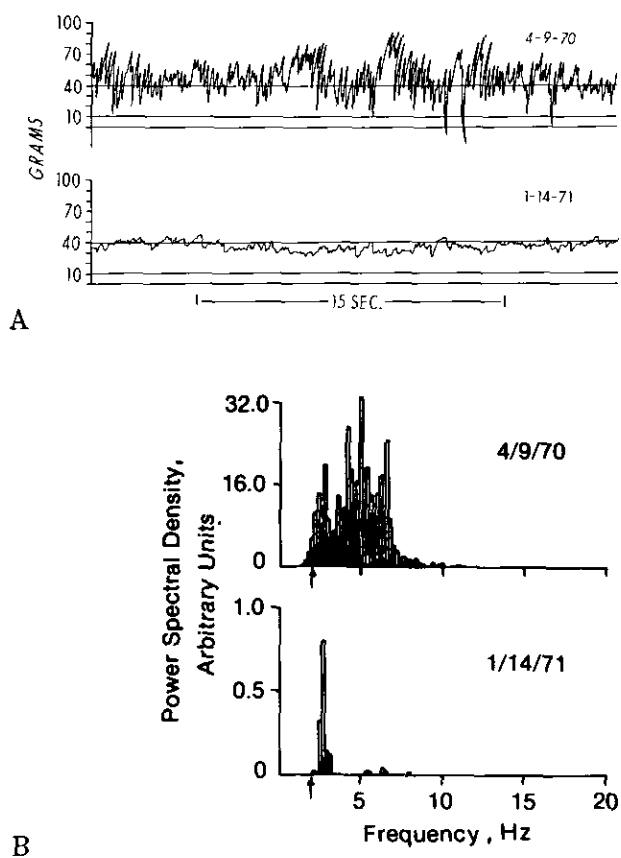 100
70
40
10
4-9-70
GRAMS
100
70
40
10
1-14-71
15 SEC.
A
32.0
16.0
0
4/9/70
Power Spectral Density,
Arbitrary Units
1.0
0.5
0
1/14/71
5 10 15 20
Frequency , Hz
B